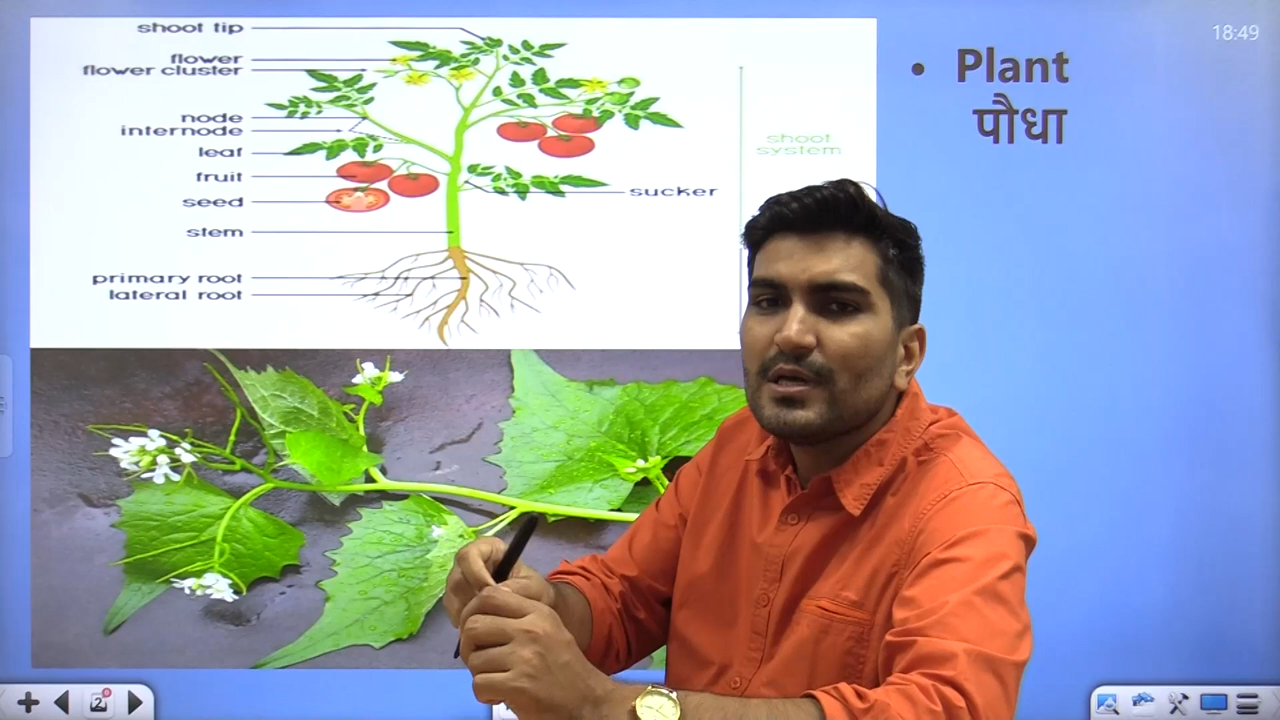 18:49
• Plant
पौधा
shoot tip
flower
flower cluster
node
internode
leaf
fruit
seed
stem
primary root
lateral root
sucker
shoot
system
2